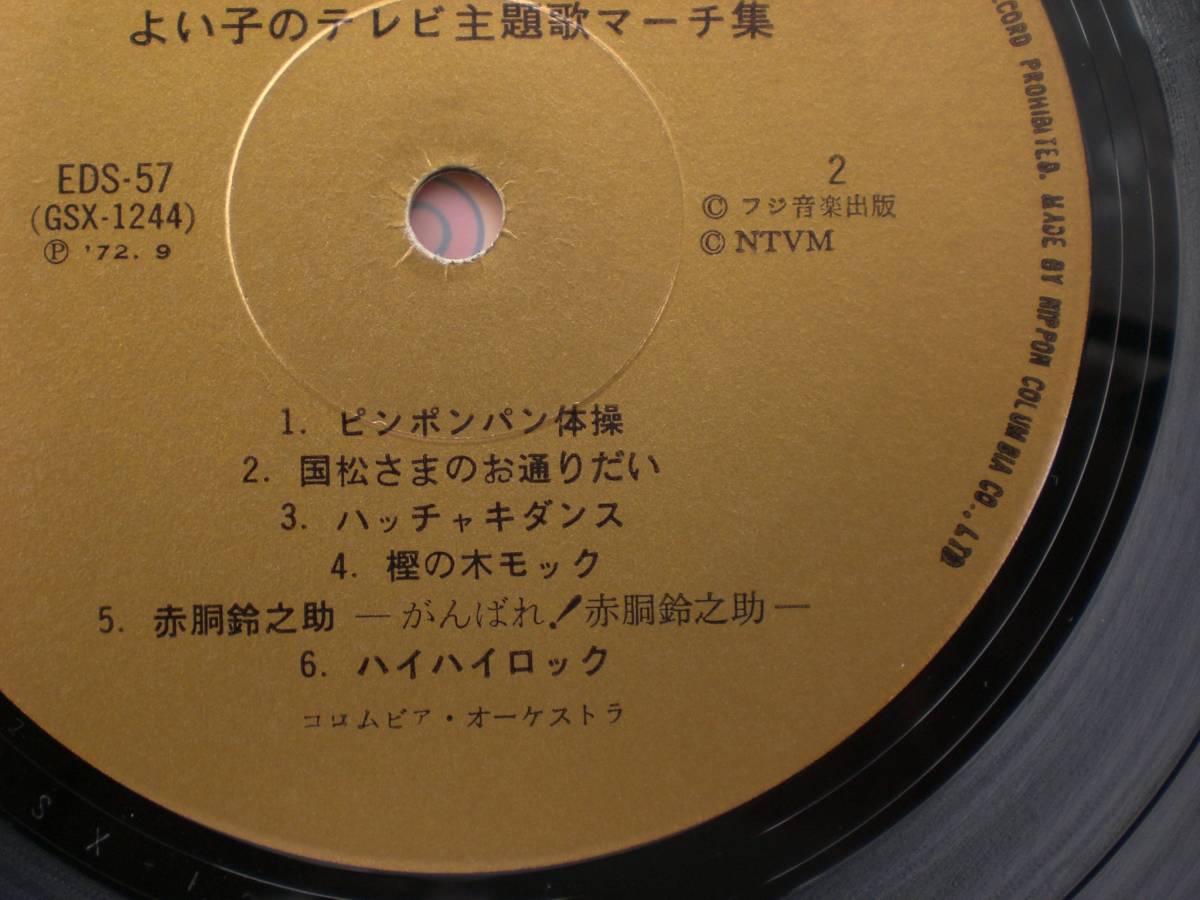 よい子のテレビ主題歌マーチ集
EDS-57
(GSX-1244)
Ⓟ '72. 9
2
© フジ音楽出版
© NTVM
1. ピンポンパン体操
2. 国松さまのお通りだい
3. ハッチャキダンス
4. 樫の木モック
5. 赤胴鈴之助 ―がんばれ!赤胴鈴之助―
6. ハイハイロック
コロムビア・オーケストラ
RECORD PROHIBITED. MADE BY NIPPON COLUMBIA CO., LTD
S X - 1